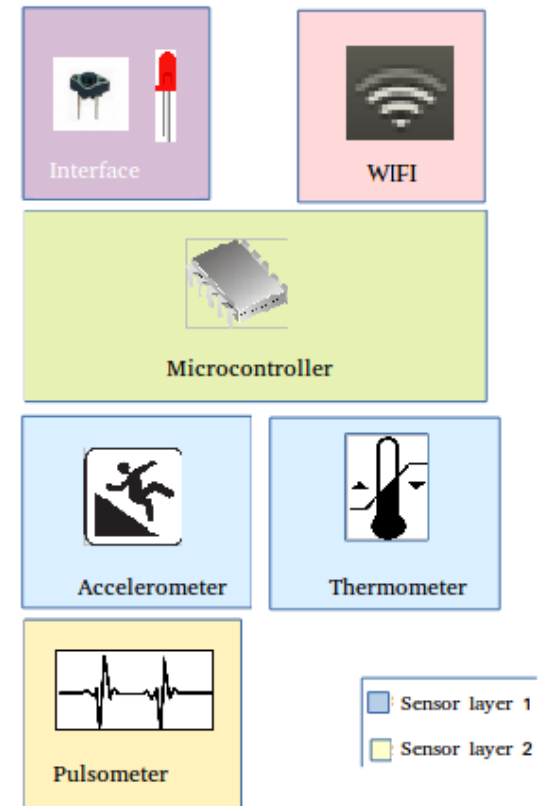 Interface
WIFI
Microcontroller
Accelerometer
Thermometer
Pulsometer
Sensor layer 1
Sensor layer 2